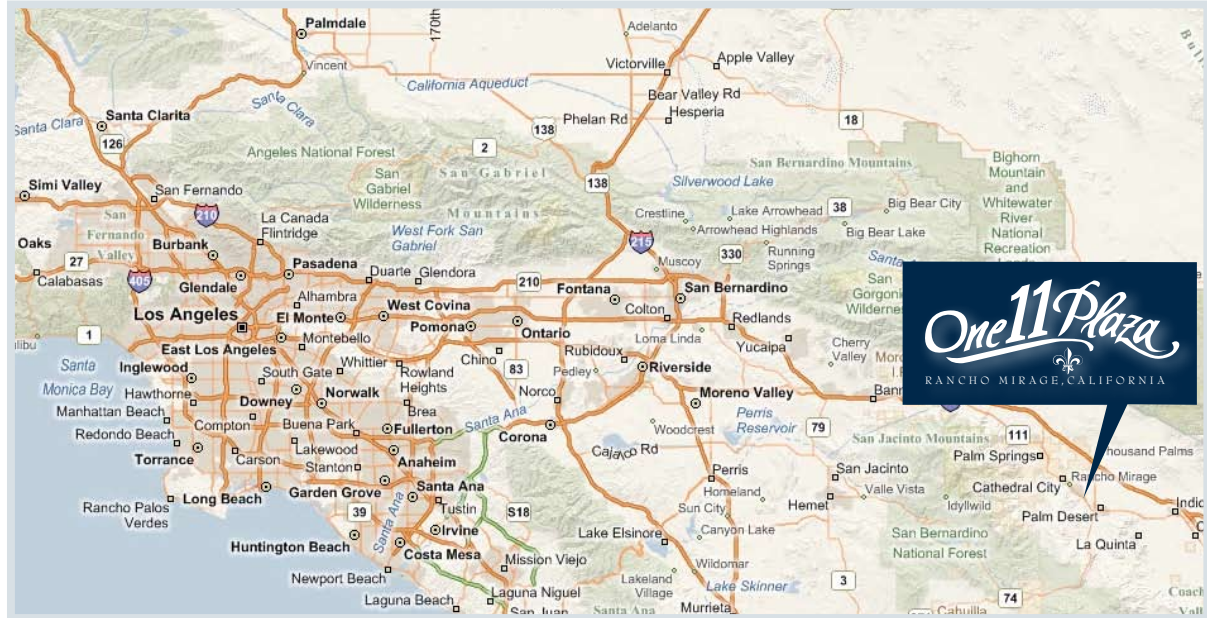 Palmdale
170th
Adelanto
Victorville
Apple Valley
Vincent
California Aqueduct
Bear Valley Rd
Hesperia
Phelan Rd
Santa Clara
Santa Clarita
Santa Clara
126
138
18
2
Angeles National Forest
San Gabriel
Mountains
San
Gabriel
Wilderness
138
San Bernardino Mountains
Bighorn
Mountain
and
Whitewater
River
National
Recreation
Silverwood Lake
Simi Valley
San Fernando
210
La Canada
Flintridge
San
Fernando
Valley
West Fork San
Gabriel
Crestline
Lake Arrowhead
38
Big Bear City
Arrowhead Highlands
Big Bear Lake
215
Oaks
Burbank
27
Calabasas
405
Glendale
Pasadena
Duarte
Glendora
210
Muscoy
330
Running
Springs
San
Gorgonio
Fontana
San Bernardino
Alhambra
West Covina
Los Angeles
El Monte
Pomona
Ontario
Colton
Redlands
1
Montebello
East Los Angeles
Loma Linda
Yucaipa
Cherry
Valley
Santa
Monica Bay
Inglewood
South Gate
Whittier
Rowland
Heights
Chino
83
Rubidoux
Pedley
Riverside
Hawthorne
Downey
Norwalk
Norco
Moreno Valley
Manhattan Beach
Compton
Buena Park
Brea
Fullerton
Santa Ana
Corona
Woodcrest
Perris
Reservoir
79
Redondo Beach
Lakewood
Torrance
Carson
Stanton
Anaheim
Cajalco Rd
San Jacinto Mountains
111
Palm Springs
Thousand Palms
Long Beach
Garden Grove
Santa Ana
Perris
San Jacinto
Cathedral City
Rancho Mirage
Rancho Palos
Verdes
39
Santa Ana
Tustin
S18
Homeland
Valle Vista
Sun City
Hemet
Idyllwild
Palm Desert
Huntington Beach
Irvine
Costa Mesa
Lake Elsinore
Canyon Lake
San Bernardino
National Forest
La Quinta
Newport Beach
Mission Viejo
Wildomar
Lakeland
Village
Lake Skinner
3
Laguna Beach
Laguna Niguel
San Juan
Santa Ana
Murrieta
74
Cahuilla
One11Plaza
RANCHO MIRAGE, CALIFORNIA